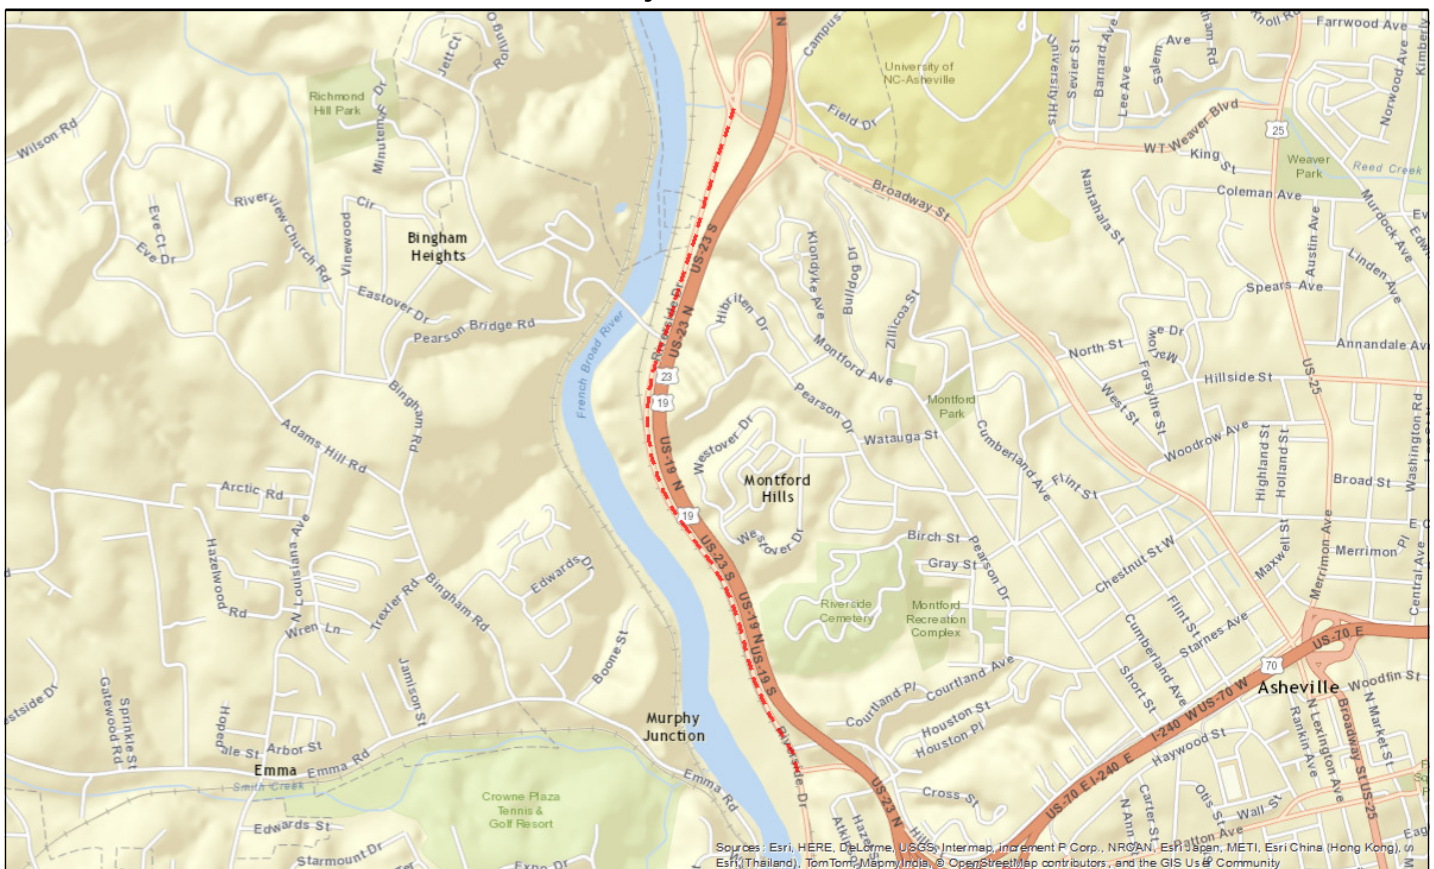 Campus
University of
NC-Asheville
Field Dr
University Hts
Sevier St
Barnard Ave
Lee Ave
Salem
Ave
Farrwood Ave
Kimberly
Norwood Ave
Jett Ct
Richmond
Hill Park
Wilson Rd
25
WT Weaver Blvd
King
St
Weaver
Park
Reed Creek
Coleman Ave
Murdock Ave
Broadway St
Nantahala St
Austin Ave
Linden Ave
Spears Ave
Riverview Church Rd
Cir
Vinewood
Eve Ct
Eve Dr
Bingham
Heights
Eastover Dr
Pearson Bridge Rd
French Broad River
US-23 S
US-23 N
Hibriten Dr
Klondyke Ave
Bulldog Dr
Zillicoa St
Montford Ave
North St
Forsythe St
West St
Annandale Av
Hillside St
US-25
23
19
Pearson Dr
Montford
Park
Watauga St
Cumberland Ave
Flint St
Woodrow Ave
Highland St
Holland St
Washington Rd
Broad St
Bingham Rd
Adams Hill Rd
Arctic Rd
Westover Dr
US-19 N
Montford
Hills
19
Westover Dr
US-23 S
Birch St
Gray St
Pearson Dr
Chestnut St W
Maxwell St
Merrimon Ave
Merrimon
Pl
Central Ave
Hazelwood Rd
N Louisiana Ave
Wren Ln
Trexler Rd
Bingham Rd
Edwards Dr
Boone St
Jamison St
US-19 N
US-19 S
Riverside
Cemetery
Montford
Recreation
Complex
Flint St
Starnes Ave
Cumberland Ave
Short St
US-70 E
70
Asheville
Woodfin St
Courtland Ave
Courtland Pl
Houston St
Houston Pl
I-240 W US-70 W
Haywood St
US-70 E I-240 E
Rankin Ave
N Lexington Ave
Broadway St
US-25
N Market St
Gatewood Rd
Sprinkle St
Arbor St
Emma
Emma Rd
Smith Creek
Murphy
Junction
Emma Rd
Riverside Dr
Crowne Plaza
Tennis &
Golf Resort
Edwards St
Starmount Dr
Expo Dr
US-23 N
Cross St
N Ann St
Carter St
Otis St
Wall St
Patton Ave
Sources: Esri, HERE, DeLorme, USGS, Intermap, increment P Corp., NRCAN, Esri Japan, METI, Esri China (Hong Kong),
Esri (Thailand), TomTom, MapmyIndia, © OpenStreetMap contributors, and the GIS User Community